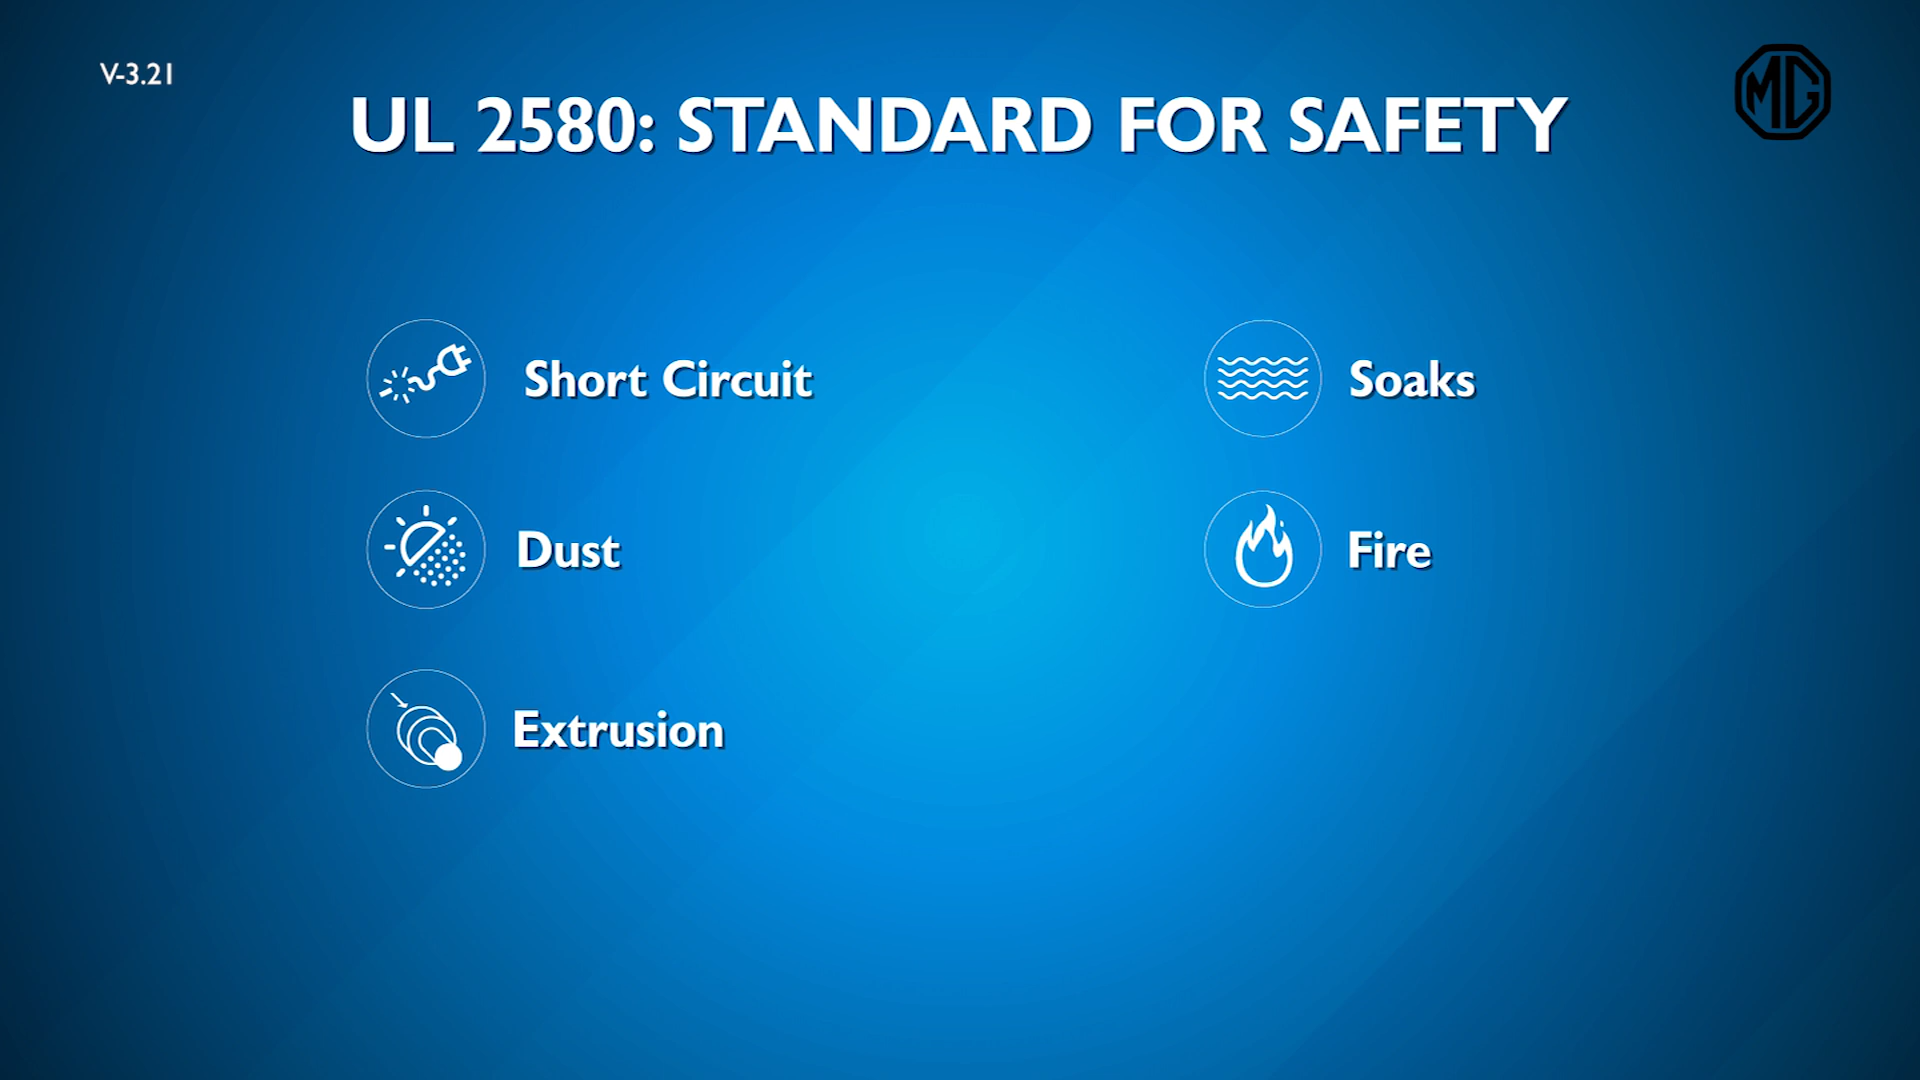 V-3.21
MG
UL 2580: STANDARD FOR SAFETY
Short Circuit
Soaks
Dust
Fire
Extrusion